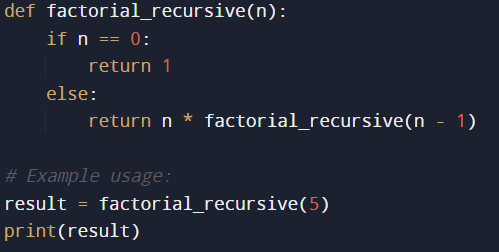 def factorial_recursive(n):
    if n == 0:
        return 1
    else:
        return n * factorial_recursive(n - 1)

# Example usage:
result = factorial_recursive(5)
print(result)